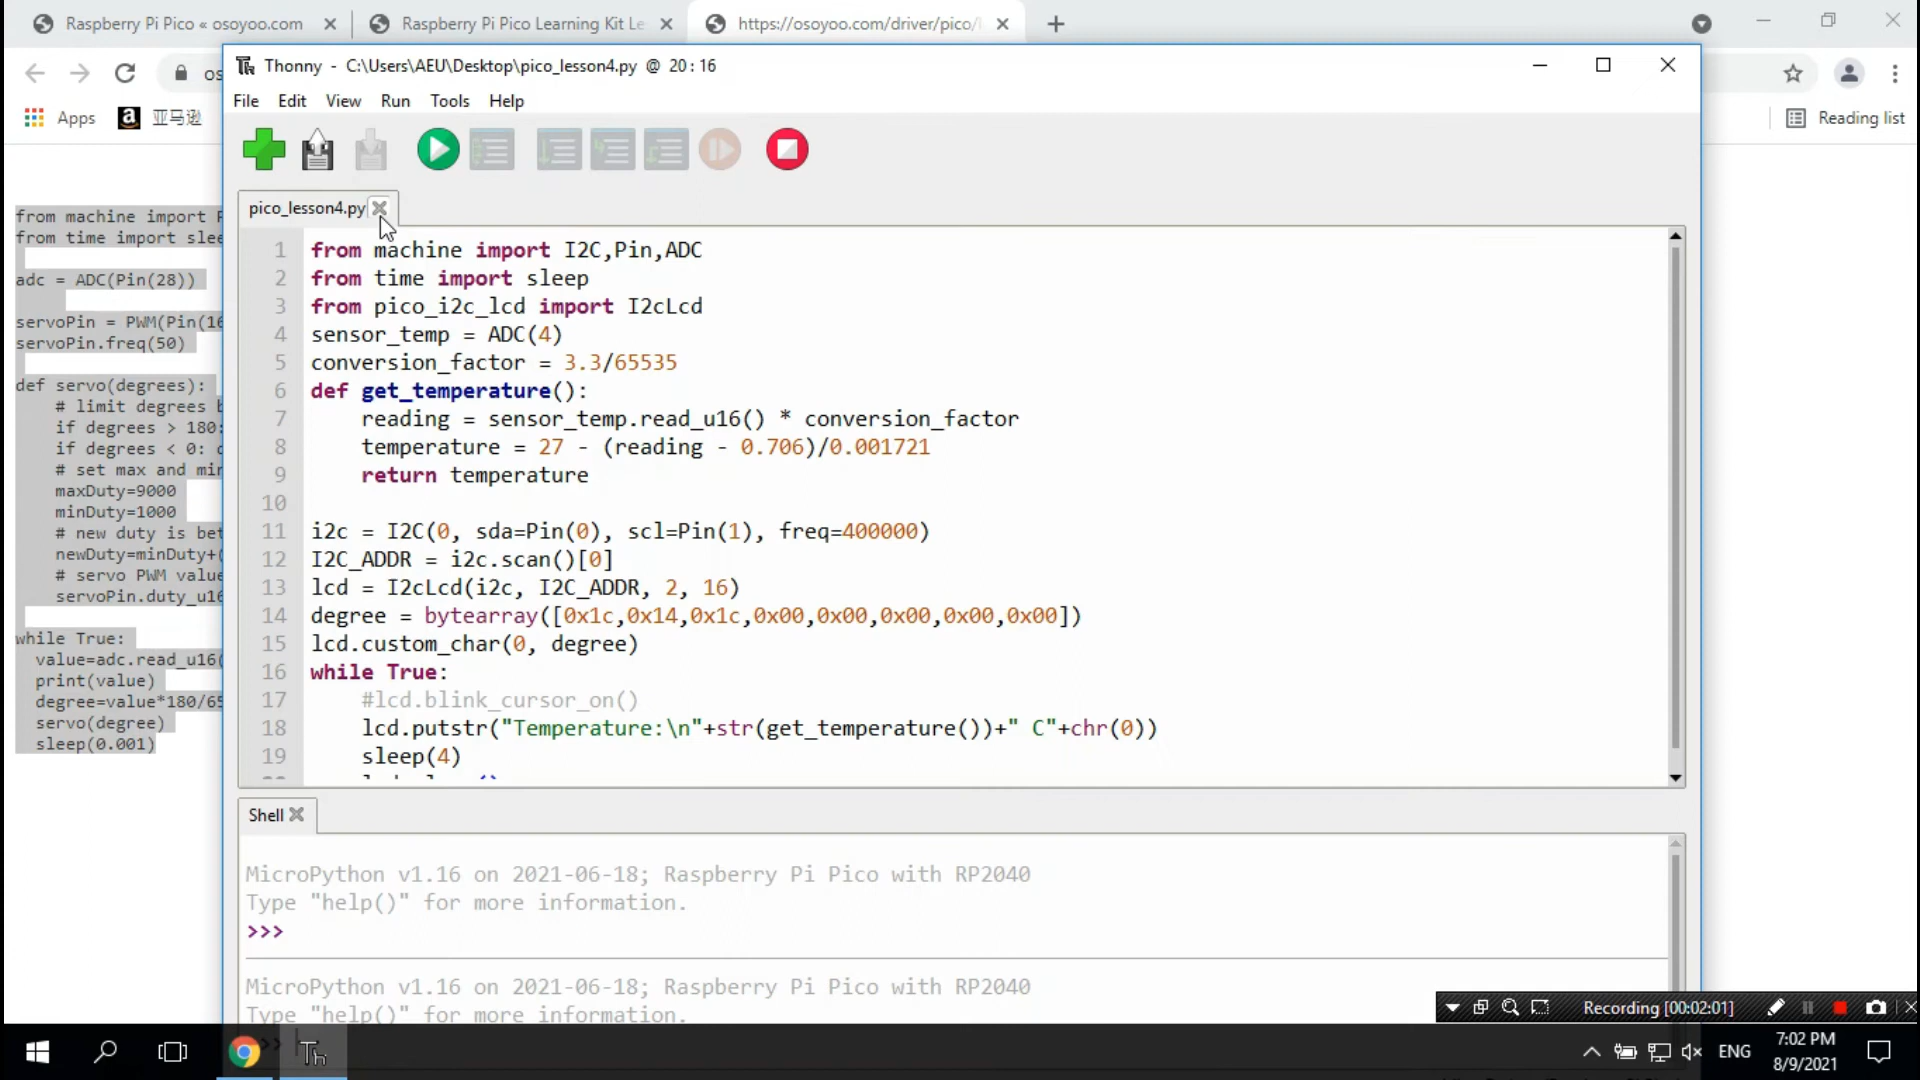 Raspberry Pi Pico « osoyoo.com
Raspberry Pi Pico Learning Kit Le
https://osoyoo.com/driver/pico/l
os
Thonny - C:\Users\AEU\Desktop\pico_lesson4.py @ 20 : 16
File Edit View Run Tools Help
Apps
亚马逊
Reading list
pico_lesson4.py
from machine import P
from time import slee
adc = ADC(Pin(28))
servoPin = PWM(Pin(16
servoPin.freq(50)
def servo(degrees):
# limit degrees b
if degrees > 180:
if degrees < 0: d
# set max and min
maxDuty=9000
minDuty=1000
# new duty is bet
newDuty=minDuty+(
# servo PWM value
servoPin.duty_u16
while True:
value=adc.read_u16(
print(value)
degree=value*180/65
servo(degree)
sleep(0.001)
1 from machine import I2C,Pin,ADC
2 from time import sleep
3 from pico_i2c_lcd import I2cLcd
4 sensor_temp = ADC(4)
5 conversion_factor = 3.3/65535
6 def get_temperature():
7 reading = sensor_temp.read_u16() * conversion_factor
8 temperature = 27 - (reading - 0.706)/0.001721
9 return temperature
10
11 i2c = I2C(0, sda=Pin(0), scl=Pin(1), freq=400000)
12 I2C_ADDR = i2c.scan()[0]
13 lcd = I2cLcd(i2c, I2C_ADDR, 2, 16)
14 degree = bytearray([0x1c,0x14,0x1c,0x00,0x00,0x00,0x00,0x00])
15 lcd.custom_char(0, degree)
16 while True:
17 #lcd.blink_cursor_on()
18 lcd.putstr("Temperature:\n"+str(get_temperature())+" C"+chr(0))
19 sleep(4)
Shell
MicroPython v1.16 on 2021-06-18; Raspberry Pi Pico with RP2040
Type "help()" for more information.
>>>
MicroPython v1.16 on 2021-06-18; Raspberry Pi Pico with RP2040
Type "help()" for more information.
Recording [00:02:01]
ENG
7:02 PM
8/9/2021